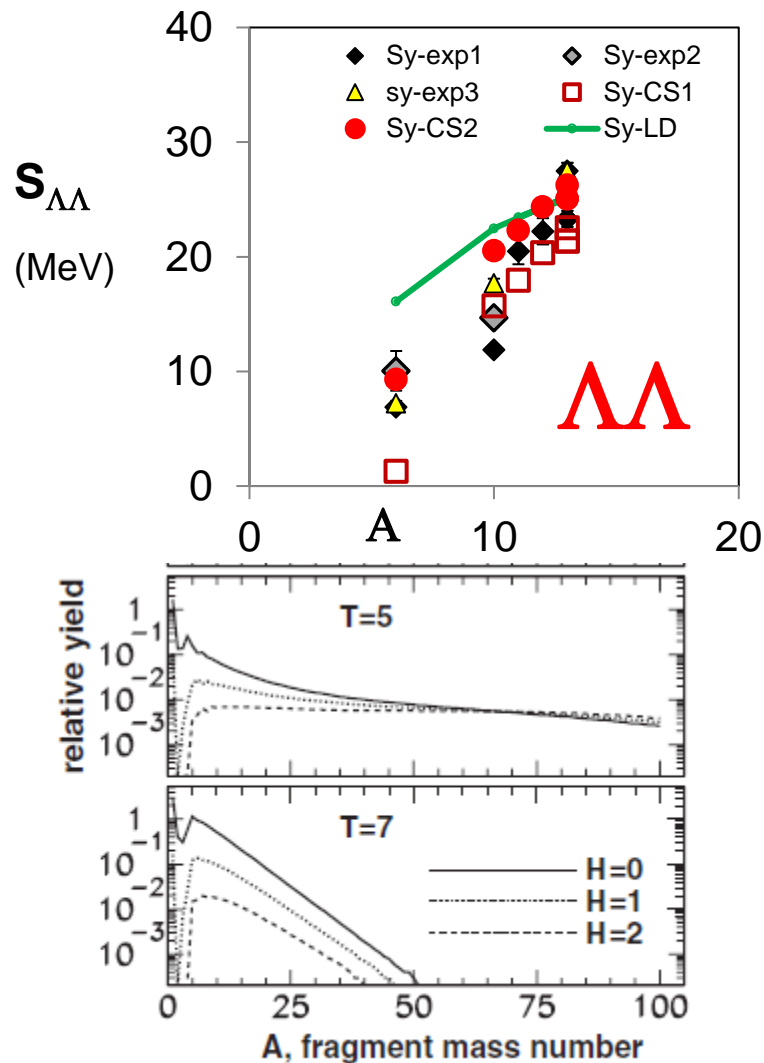 40
◆ Sy-exp1 ◆ Sy-exp2
▲ sy-exp3 □ Sy-CS1
● Sy-CS2 Sy-LD
30
S_ΛΛ
(MeV)
20
10
0
ΛΛ
0 A 10 20
relative yield
1
10⁻¹
10⁻²
10⁻³
T=5
1
10⁻¹
10⁻²
10⁻³
T=7
H=0
H=1
H=2
0 25 50 75 100
A, fragment mass number